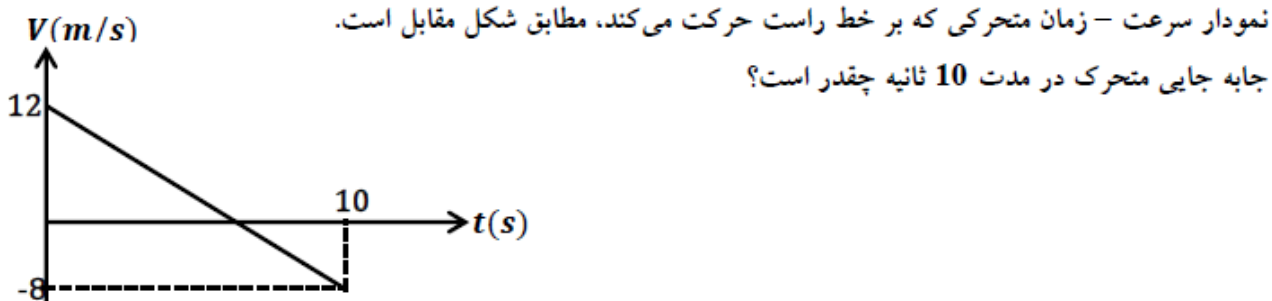 نمودار سرعت – زمان متحرکی که بر خط راست حرکت می‌کند، مطابق شکل مقابل است.
جابه جایی متحرک در مدت 10 ثانیه چقدر است؟
V(m/s)
12
10
t(s)
-8